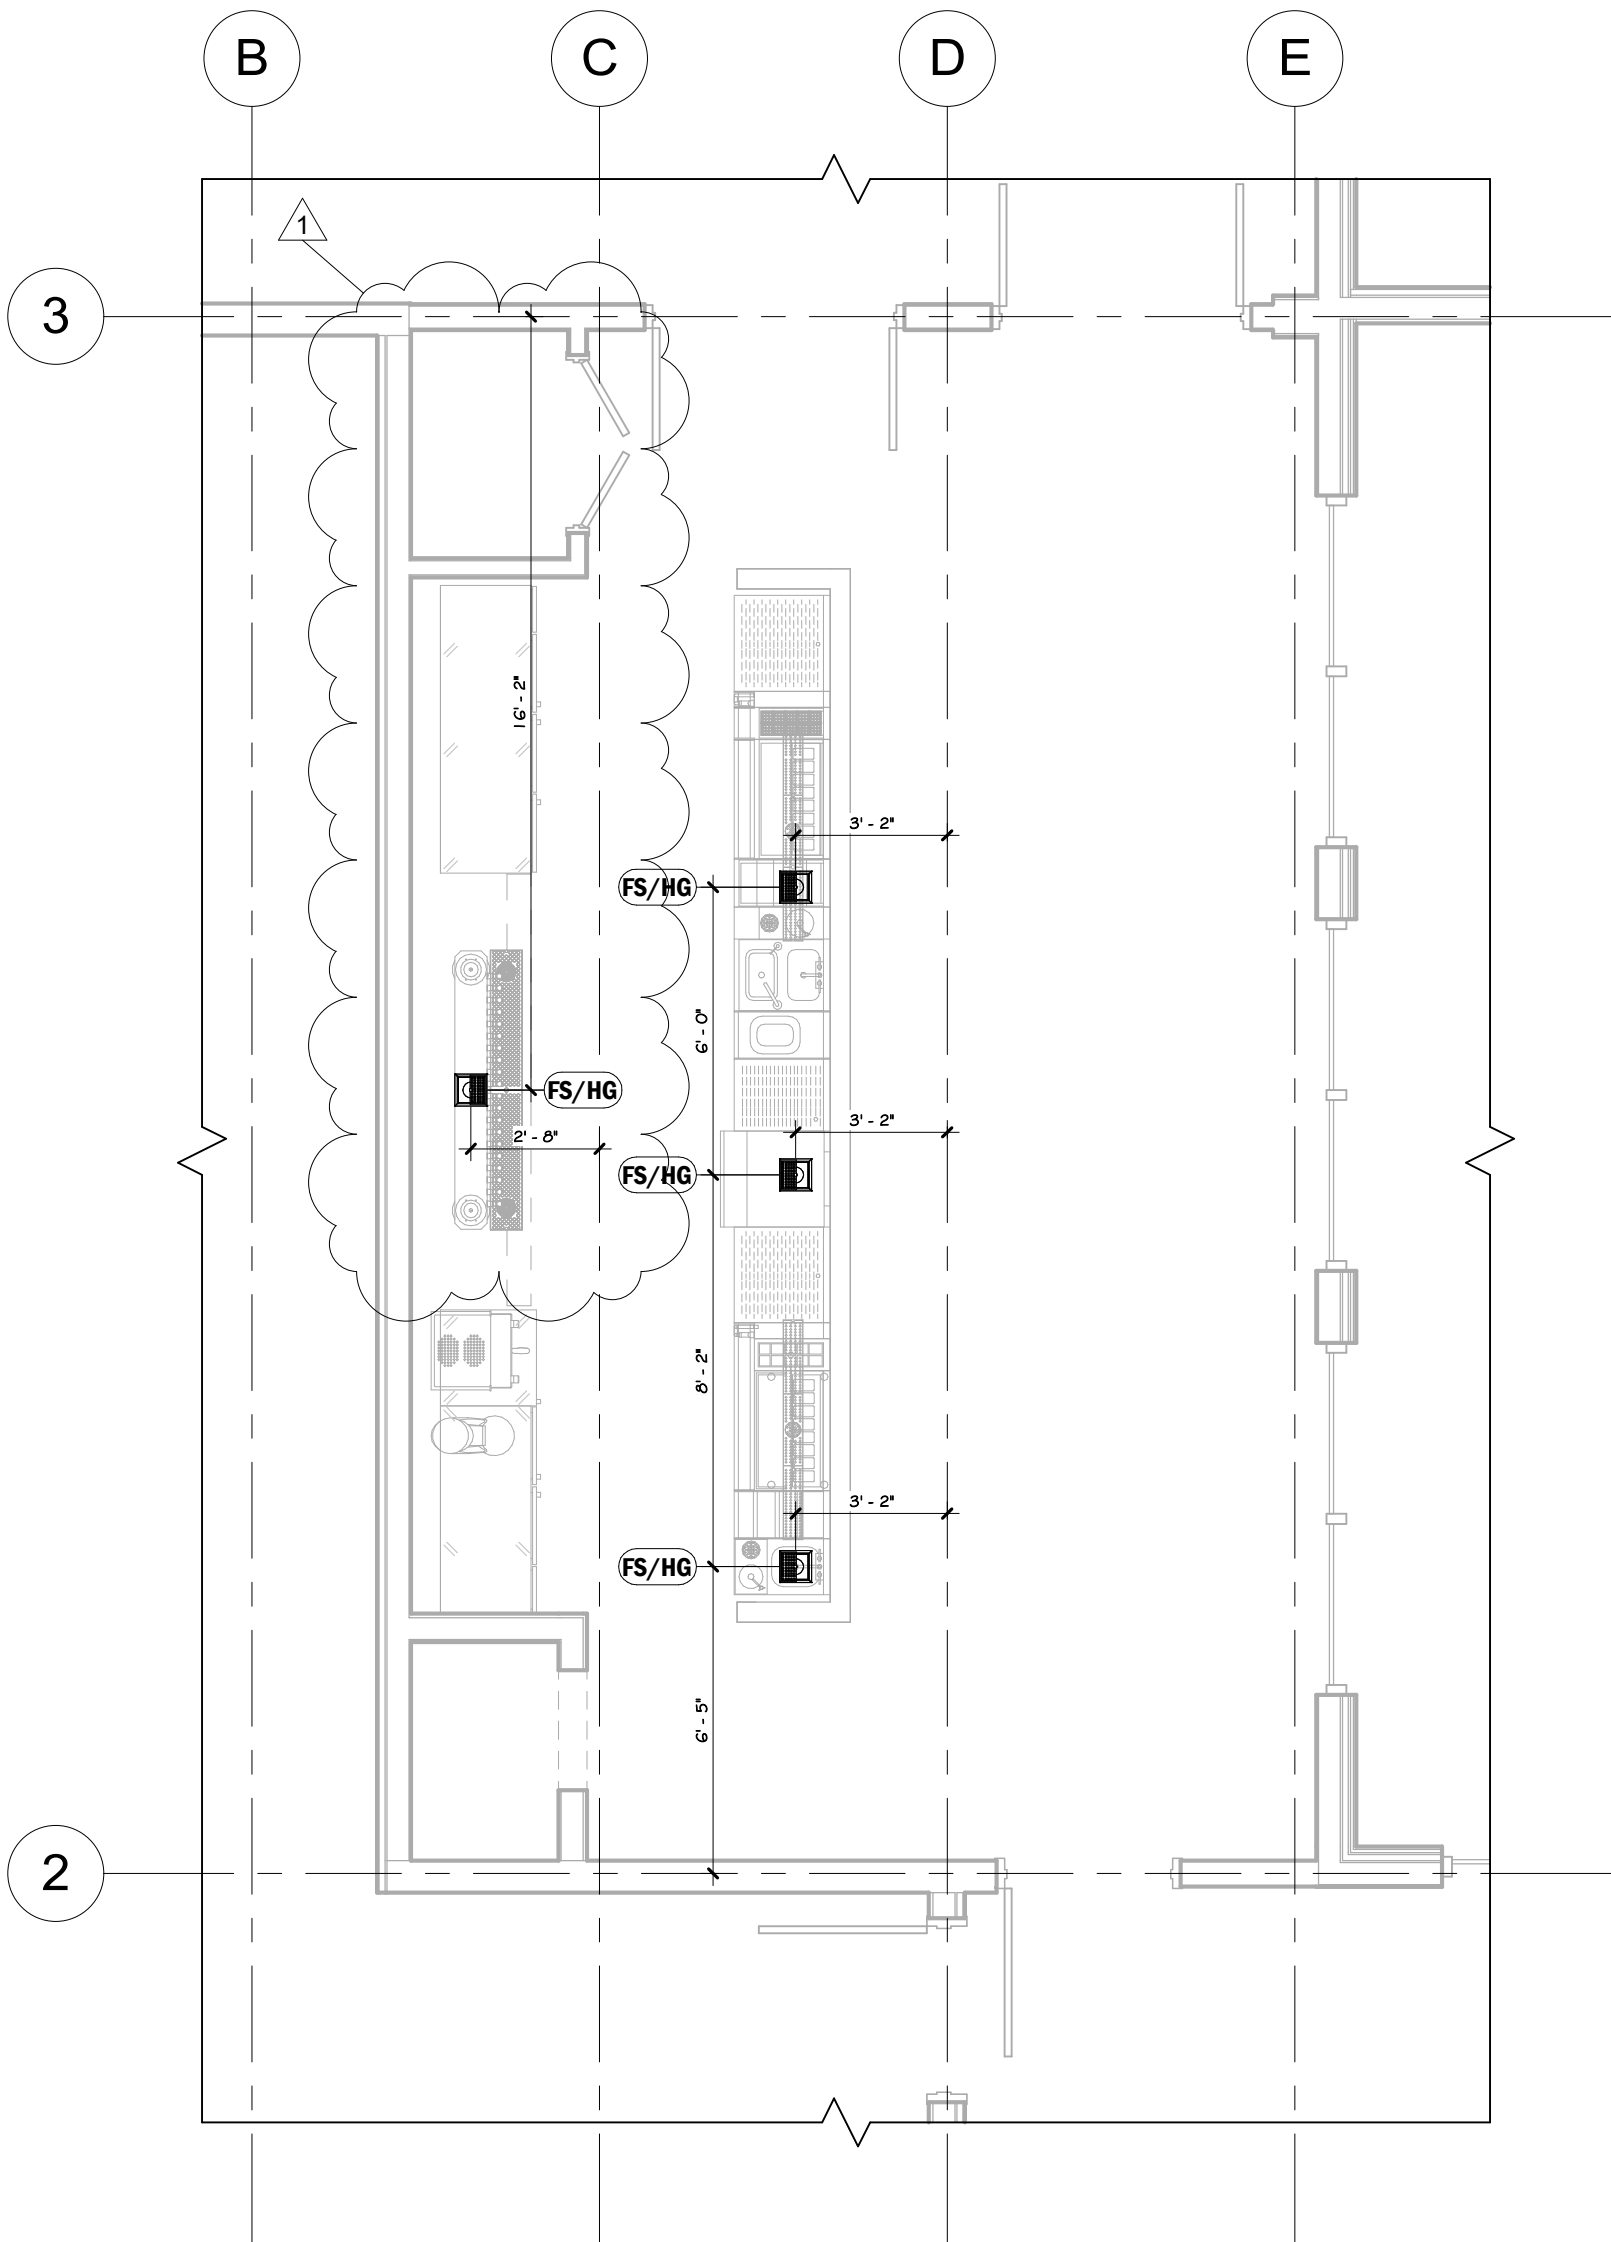 B
C
D
E
1
3
16' - 2"
3' - 2"
FS/HG
6' - 0"
FS/HG
3' - 2"
2' - 8"
FS/HG
8' - 2"
3' - 2"
FS/HG
6' - 5"
2